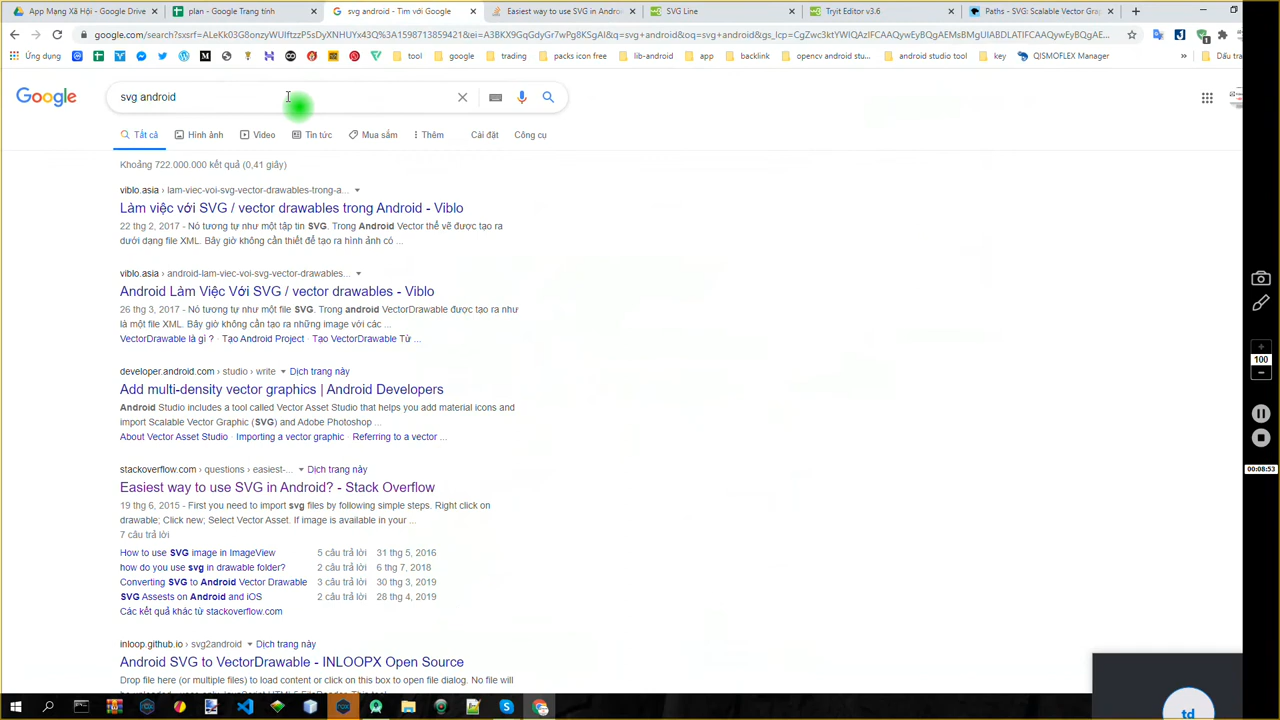 App Mạng Xã Hội - Google Drive
plan - Google Trang tính
svg android - Tìm với Google
Easiest way to use SVG in Androi
SVG Line
Tryit Editor v3.6
Paths - SVG: Scalable Vector Gra
Ứng dung
tool
google
trading
packs icon free
lib-android
app
backlink
opencv android stu...
android studio tool
key
QISMOFLEX Manager
»
Dấu tra
Google
svg android
Tất cả
Hình ảnh
Video
Tin tức
Mua sắm
Thêm
Cài đặt
Công cụ
Khoảng 722.000.000 kết quả (0,41 giây)
viblo.asia › lam-viec-voi-svg-vector-drawables-trong-a...
Làm việc với SVG / vector drawables trong Android - Viblo
22 thg 2, 2017 - Nó tương tự như một tập tin SVG. Trong Android Vector thể vẽ được tạo ra
dưới dạng file XML. Bây giờ không cần thiết để tạo ra hình ảnh có ...
viblo.asia › android-lam-viec-voi-svg-vector-drawables...
Android Làm Việc Với SVG / vector drawables - Viblo
26 thg 3, 2017 - Nó tương tự như một file SVG. Trong android VectorDrawable được tạo ra như
là một file XML. Bây giờ không cần tạo ra những image với các ...
VectorDrawable là gì ? · Tạo Android Project · Tạo VectorDrawable Từ ...
developer.android.com › studio › write
Dịch trang này
Add multi-density vector graphics | Android Developers
Android Studio includes a tool called Vector Asset Studio that helps you add material icons and
import Scalable Vector Graphic (SVG) and Adobe Photoshop ...
About Vector Asset Studio · Importing a vector graphic · Referring to a vector ...
stackoverflow.com › questions › easiest-...
Dịch trang này
Easiest way to use SVG in Android? - Stack Overflow
19 thg 6, 2015 - First you need to import svg files by following simple steps. Right click on
drawable; Click new; Select Vector Asset. If image is available in your ...
7 câu trả lời
How to use SVG image in ImageView 5 câu trả lời 31 thg 5, 2016
how do you use svg in drawable folder? 2 câu trả lời 6 thg 7, 2018
Converting SVG to Android Vector Drawable 3 câu trả lời 30 thg 3, 2019
SVG Assests on Android and iOS 2 câu trả lời 28 thg 4, 2019
Các kết quả khác từ stackoverflow.com
inloop.github.io › svg2android
Dịch trang này
Android SVG to VectorDrawable - INLOOPX Open Source
Drop file here (or multiple files) to load content or click on this box to open file dialog. No file will
100
00:08:53
td